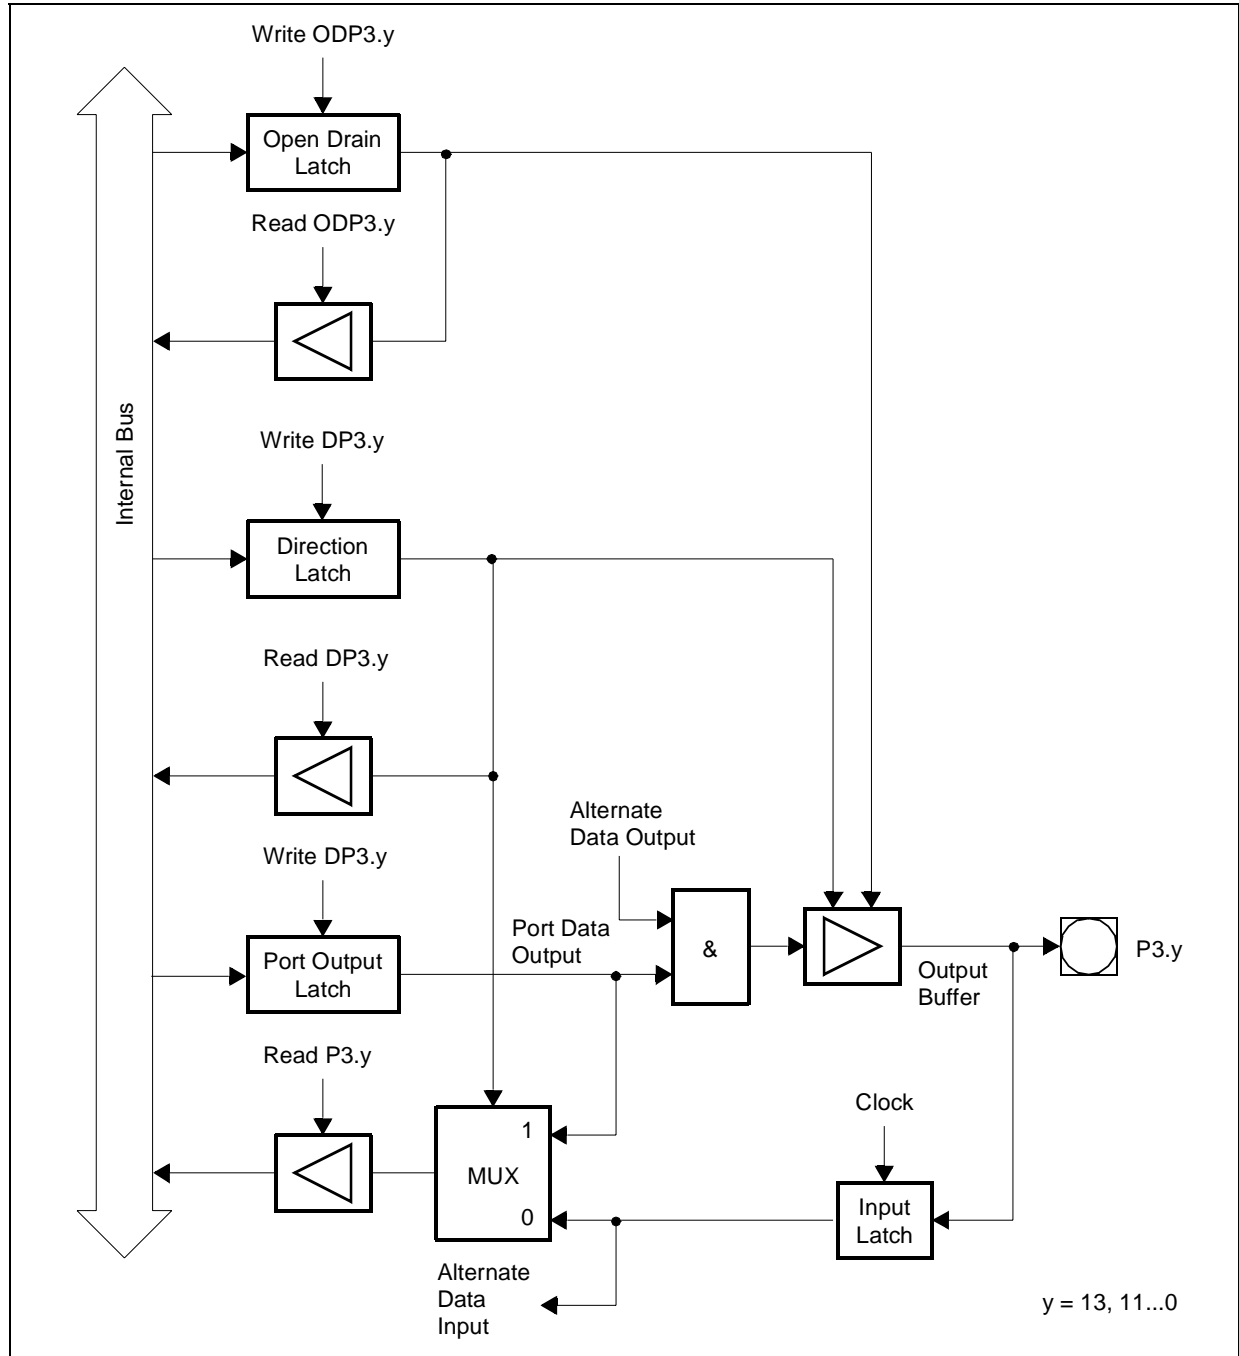 Write ODP3.y
Open Drain
Latch
Read ODP3.y
Internal Bus
Write DP3.y
Direction
Latch
Read DP3.y
Alternate
Data Output
Write DP3.y
Port Data
Output
&
Port Output
Latch
Output
Buffer
P3.y
Read P3.y
Clock
1
MUX
0
Input
Latch
Alternate
Data
Input
y = 13, 11...0